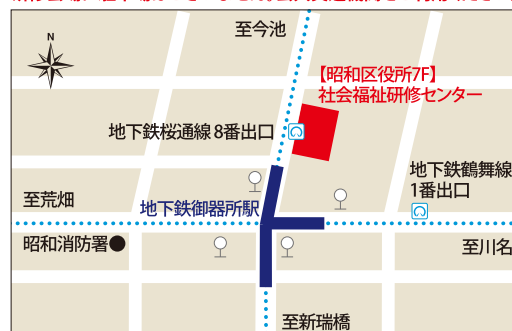 至今池
N
【昭和区役所7F】
社会福祉研修センター
地下鉄桜通線 8番出口
地下鉄鶴舞線
1番出口
至荒畑
地下鉄御器所駅
昭和消防署●
至川名
至新瑞橋